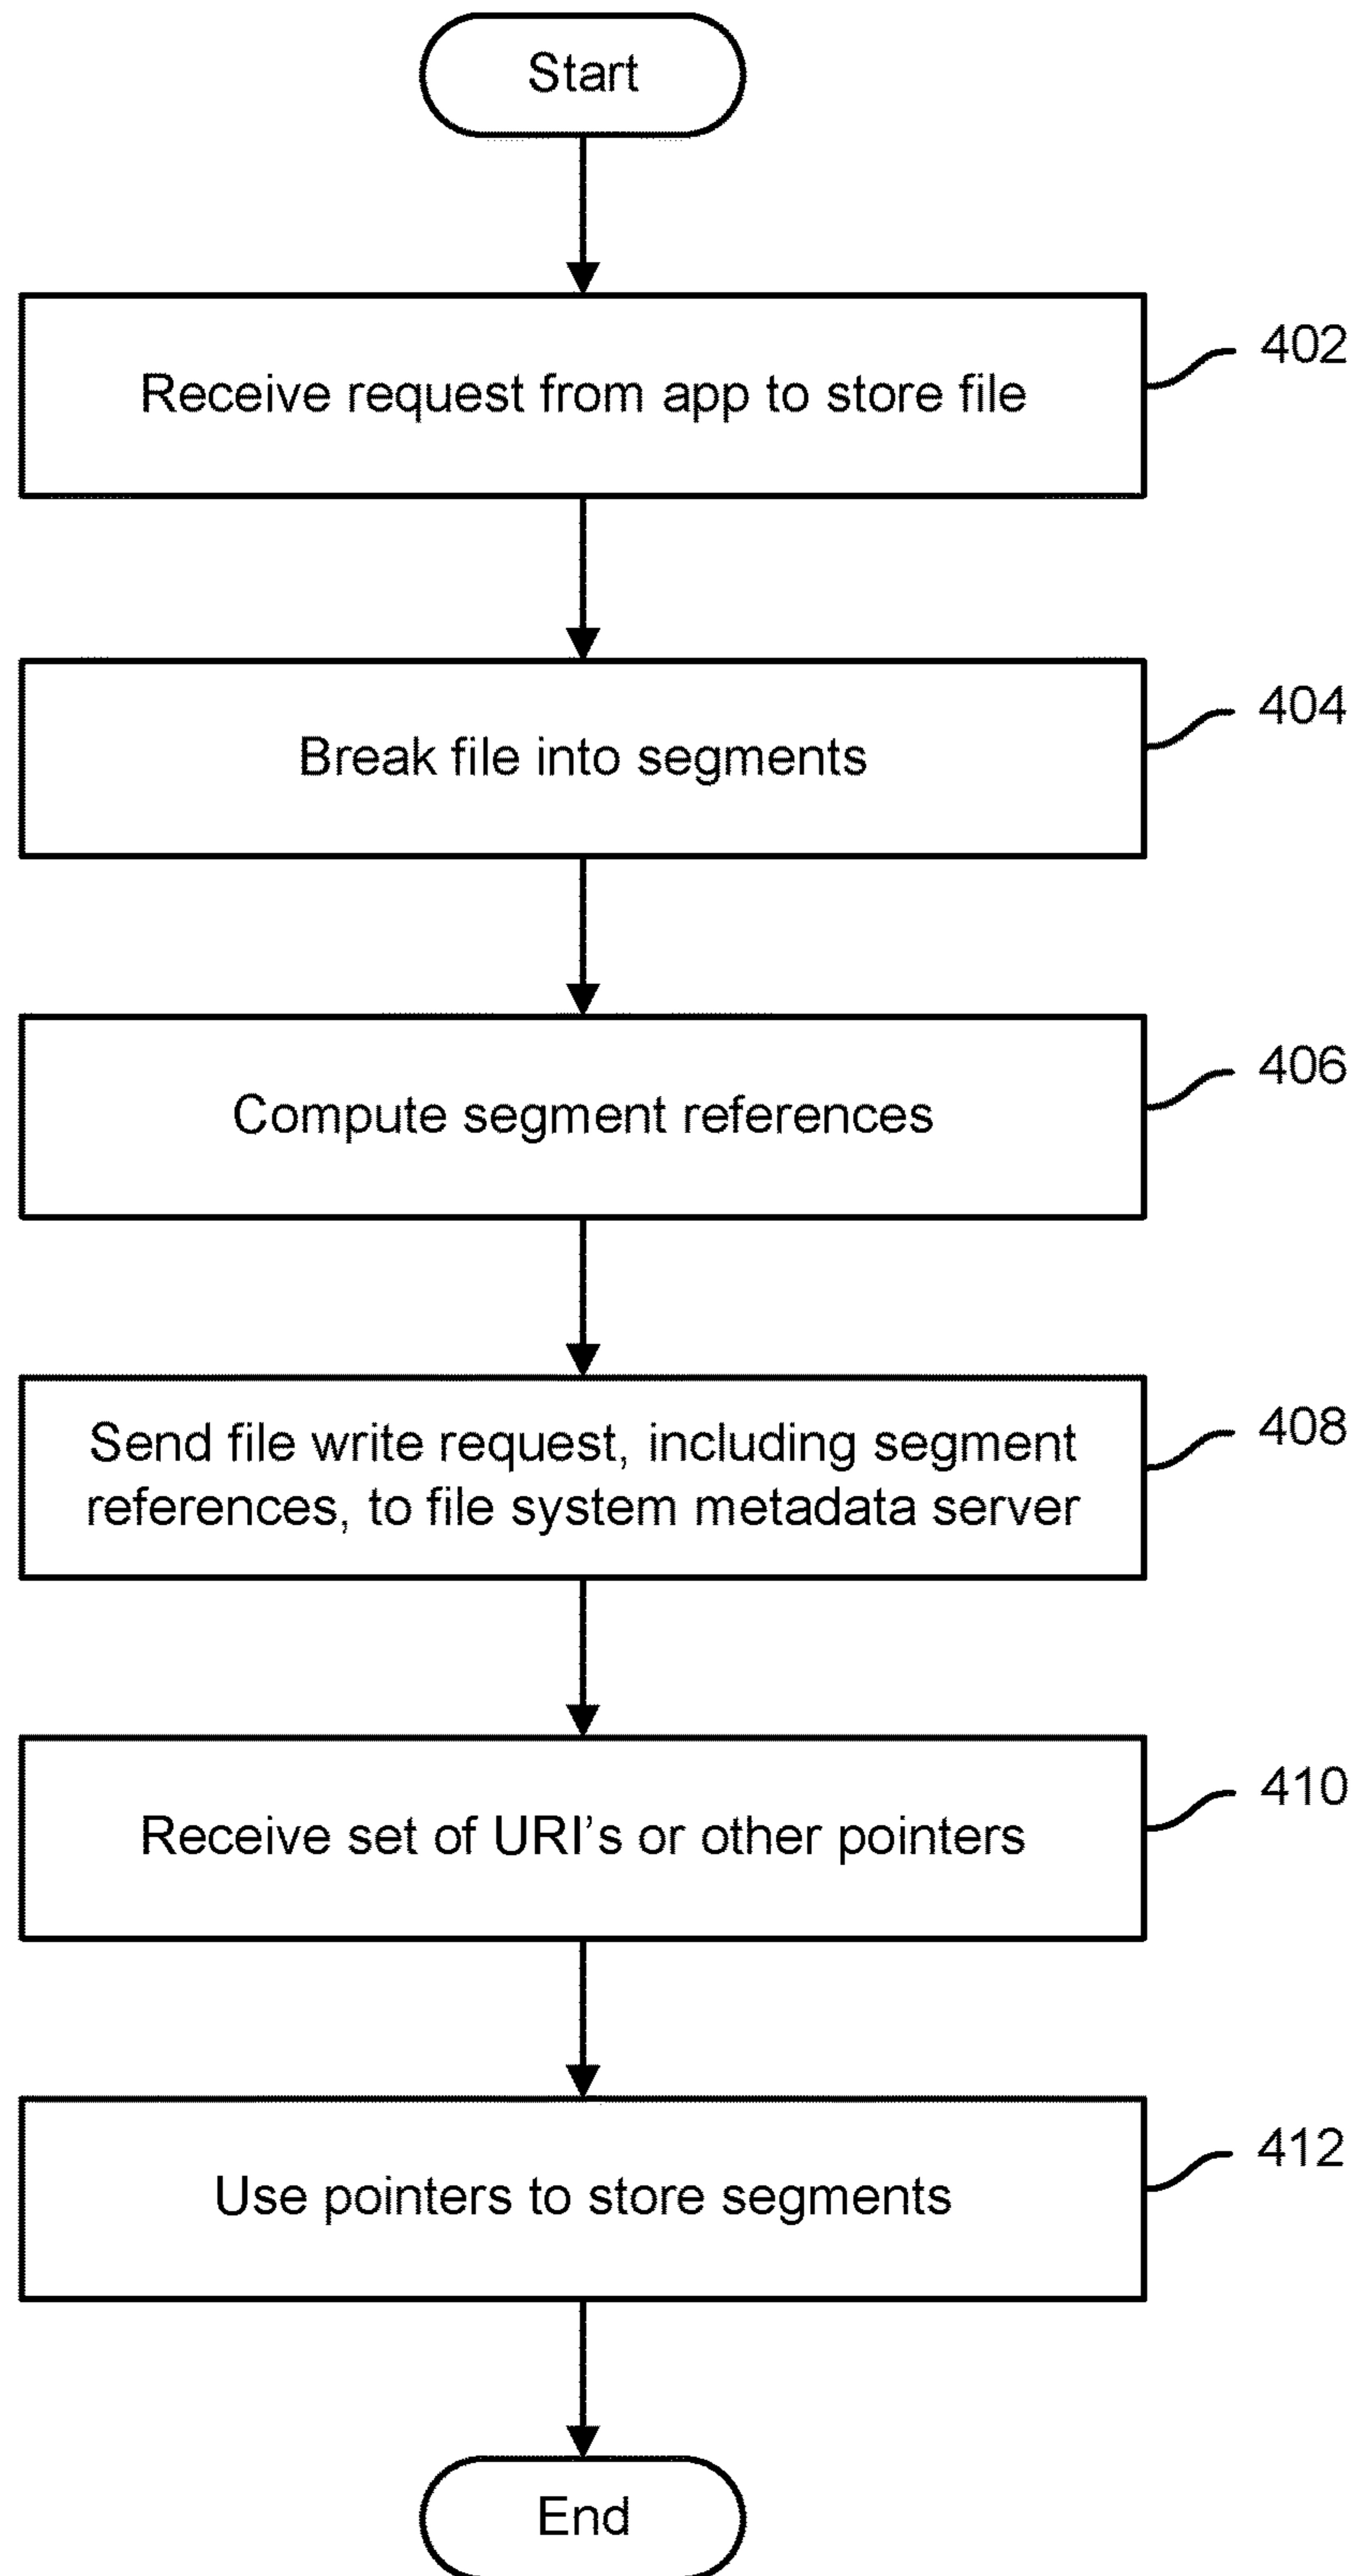 Start
Receive request from app to store file
402
Break file into segments
404
Compute segment references
406
Send file write request, including segment
references, to file system metadata server
408
Receive set of URI's or other pointers
410
Use pointers to store segments
412
End